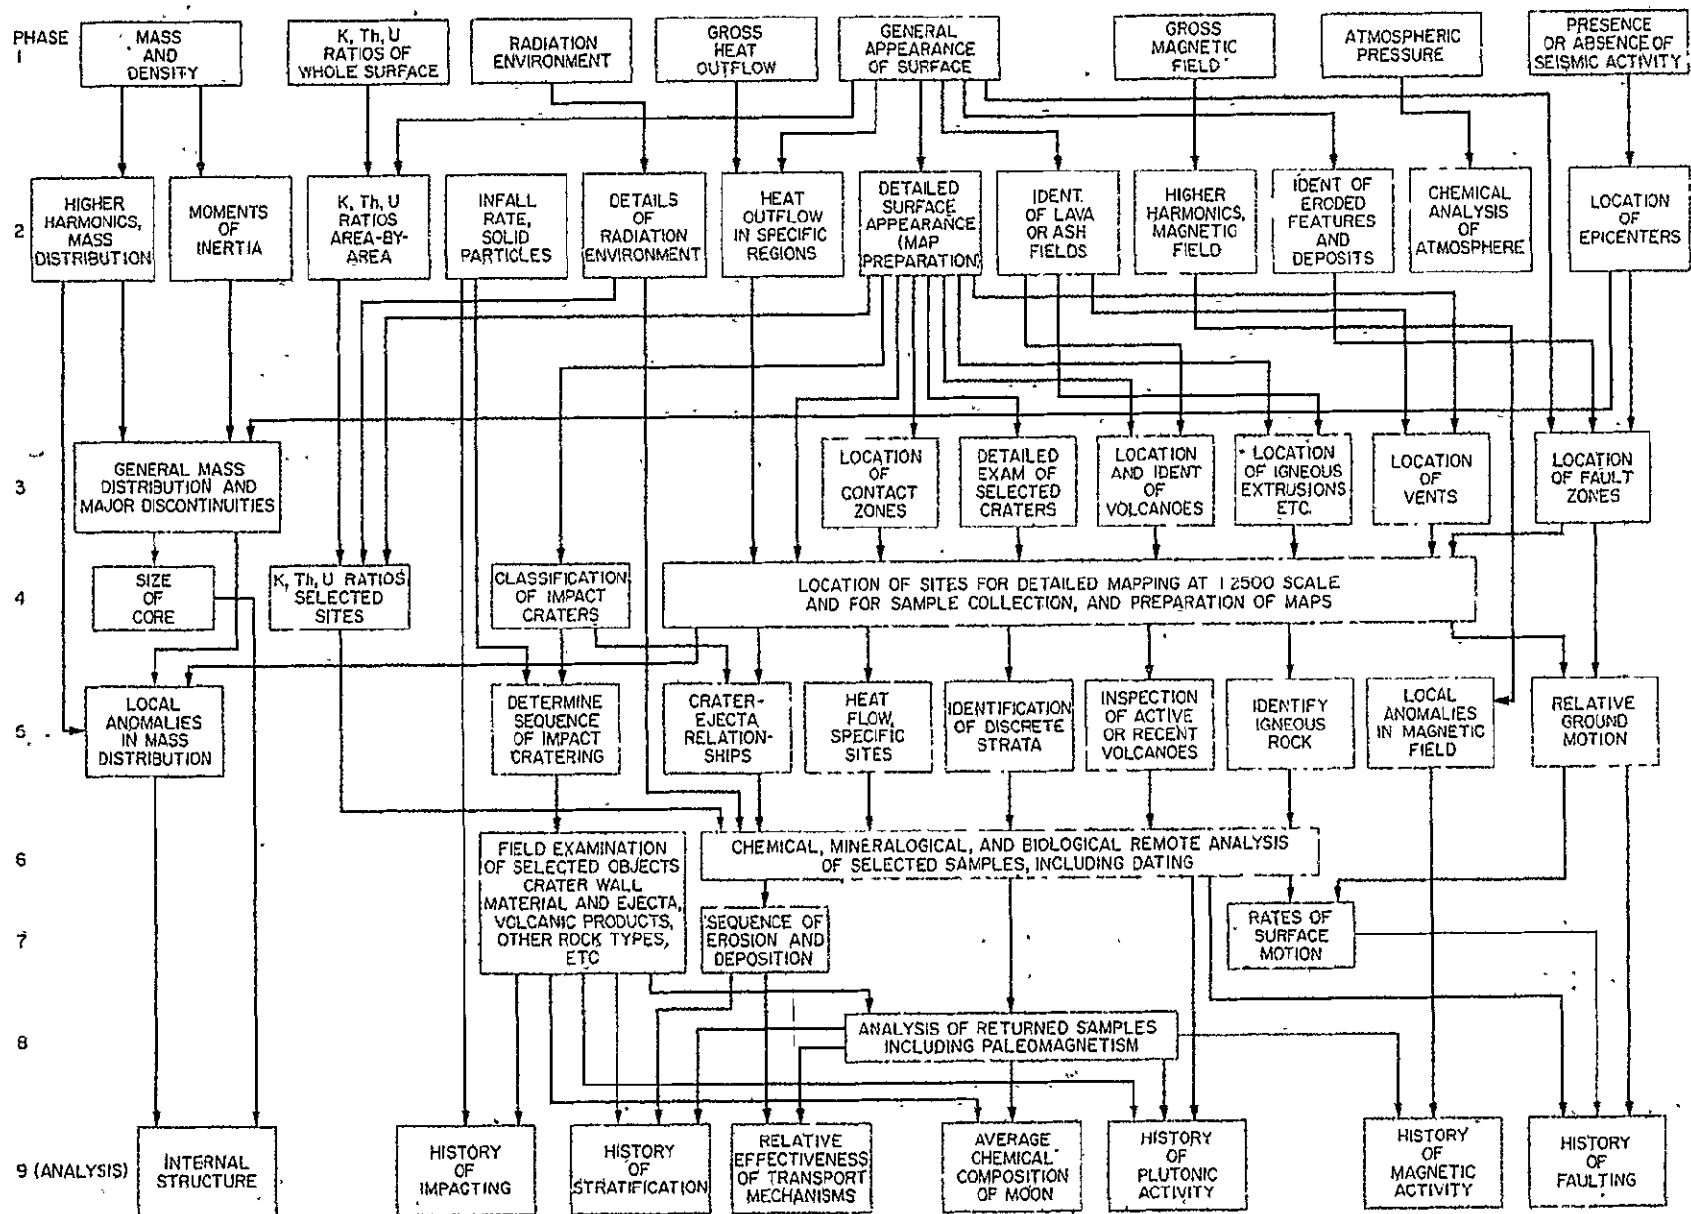 PHASE
1
MASS
AND
DENSITY
K, Th, U
RATIOS OF
WHOLE SURFACE
RADIATION
ENVIRONMENT
GROSS
HEAT
OUTFLOW
GENERAL
APPEARANCE
OF SURFACE
GROSS
MAGNETIC
FIELD
ATMOSPHERIC
PRESSURE
PRESENCE
OR ABSENCE OF
SEISMIC ACTIVITY
2
HIGHER
HARMONICS,
MASS
DISTRIBUTION
MOMENTS
OF
INERTIA
K, Th, U
RATIOS
AREA-BY-
AREA
INFALL
RATE,
SOLID
PARTICLES
DETAILS
OF
RADIATION
ENVIRONMENT
HEAT
OUTFLOW
IN SPECIFIC
REGIONS
DETAILED
SURFACE
APPEARANCE
(MAP
PREPARATION)
IDENT.
OF LAVA
OR ASH
FIELDS
HIGHER
HARMONICS,
MAGNETIC
FIELD
IDENT OF
ERODED
FEATURES
AND
DEPOSITS
CHEMICAL
ANALYSIS
OF
ATMOSPHERE
LOCATION
OF
EPICENTERS
3
GENERAL MASS
DISTRIBUTION AND
MAJOR DISCONTINUITIES
LOCATION
OF
CONTACT
ZONES
DETAILED
EXAM OF
SELECTED
CRATERS
LOCATION
AND IDENT
OF
VOLCANOES
LOCATION
OF IGNEOUS
EXTRUSIONS
ETC.
LOCATION
OF
VENTS
LOCATION
OF FAULT
ZONES
4
SIZE
OF
CORE
K, Th, U RATIOS
SELECTED
SITES
CLASSIFICATION
OF IMPACT
CRATERS
LOCATION OF SITES FOR DETAILED MAPPING AT 1 2500 SCALE
AND FOR SAMPLE COLLECTION, AND PREPARATION OF MAPS
5
LOCAL
ANOMALIES
IN MASS
DISTRIBUTION
DETERMINE
SEQUENCE
OF IMPACT
CRATERING
CRATER-
EJECTA
RELATION-
SHIPS
HEAT
FLOW,
SPECIFIC
SITES
IDENTIFICATION
OF DISCRETE
STRATA
INSPECTION
OF ACTIVE
OR RECENT
VOLCANOES
IDENTIFY
IGNEOUS
ROCK
LOCAL
ANOMALIES
IN MAGNETIC
FIELD
RELATIVE
GROUND
MOTION
6
FIELD EXAMINATION
OF SELECTED OBJECTS
CRATER WALL
MATERIAL AND EJECTA,
VOLCANIC PRODUCTS,
OTHER ROCK TYPES,
ETC
CHEMICAL, MINERALOGICAL, AND BIOLOGICAL REMOTE ANALYSIS
OF SELECTED SAMPLES, INCLUDING DATING
7
SEQUENCE OF
EROSION AND
DEPOSITION
RATES OF
SURFACE
MOTION
8
ANALYSIS OF RETURNED SAMPLES
INCLUDING PALEOMAGNETISM
9 (ANALYSIS)
INTERNAL
STRUCTURE
HISTORY
OF
IMPACTING
HISTORY
OF
STRATIFICATION
RELATIVE
EFFECTIVENESS
OF TRANSPORT
MECHANISMS
AVERAGE
CHEMICAL
COMPOSITION
OF MOON
HISTORY
OF
PLUTONIC
ACTIVITY
HISTORY
OF
MAGNETIC
ACTIVITY
HISTORY
OF
FAULTING